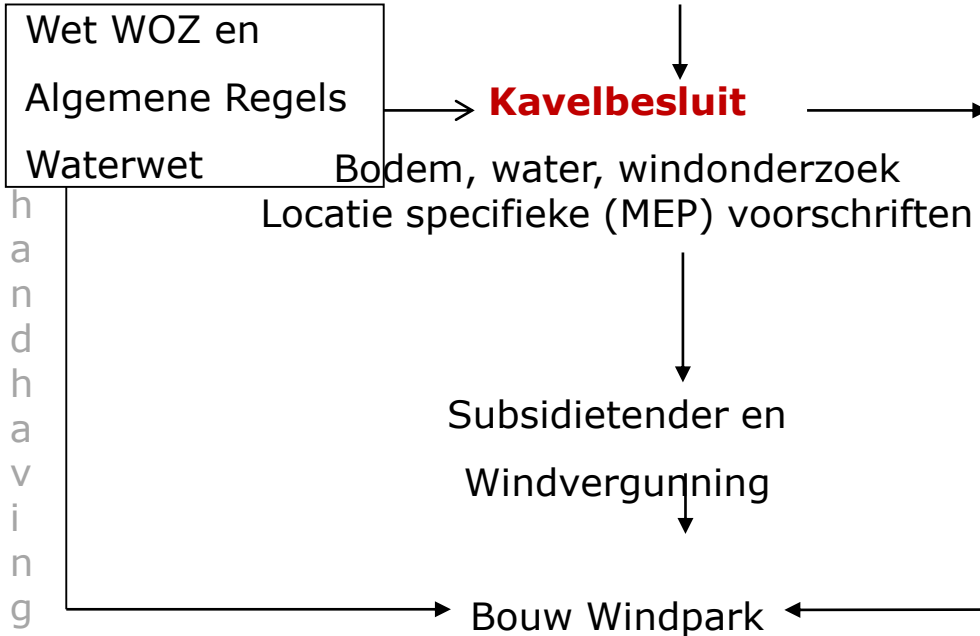 Wet WOZ en
Algemene Regels
Waterwet
Kavelbesluit
Bodem, water, windonderzoek
Locatie specifieke (MEP) voorschriften
handhaving
Subsidietender en
Windvergunning
Bouw Windpark